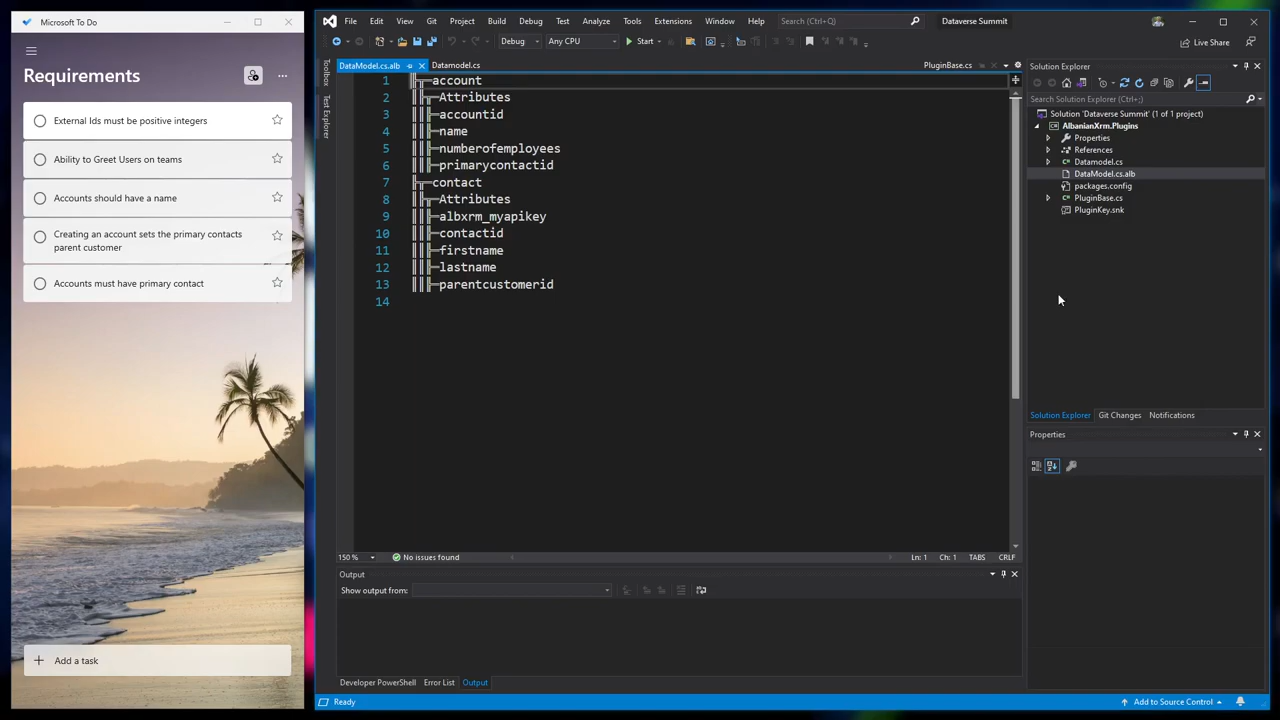 Microsoft To Do
Requirements
External Ids must be positive integers
Ability to Greet Users on teams
Accounts should have a name
Creating an account sets the primary contacts
parent customer
Accounts must have primary contact
Add a task
File Edit View Git Project Build Debug Test Analyze Tools Extensions Window Help Search (Ctrl+Q) Dataverse Summit
Debug Any CPU Start Live Share
Toolbox
Test Explorer
DataModel.cs.alb Datamodel.cs PluginBase.cs
1 account
2 Attributes
3 accountid
4 name
5 numberofemployees
6 primarycontactid
7 contact
8 Attributes
9 albxrm_myapikey
10 contactid
11 firstname
12 lastname
13 parentcustomerid
14
150 % No issues found Ln: 1 Ch: 1 TABS CRLF
Output
Show output from:
Developer PowerShell Error List Output
Solution Explorer
Search Solution Explorer (Ctrl+;)
Solution 'Dataverse Summit' (1 of 1 project)
AlbanianXrm.Plugins
Properties
References
Datamodel.cs
DataModel.cs.alb
packages.config
PluginBase.cs
PluginKey.snk
Solution Explorer Git Changes Notifications
Properties
Ready Add to Source Control